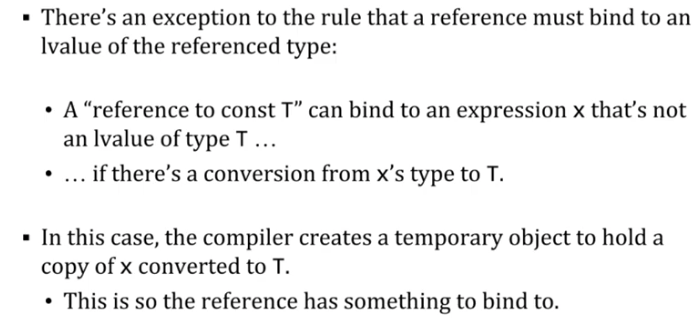 ▪ There’s an exception to the rule that a reference must bind to an
lvalue of the referenced type:
• A “reference to const T” can bind to an expression x that’s not
an lvalue of type T …
• … if there’s a conversion from x’s type to T.
▪ In this case, the compiler creates a temporary object to hold a
copy of x converted to T.
• This is so the reference has something to bind to.